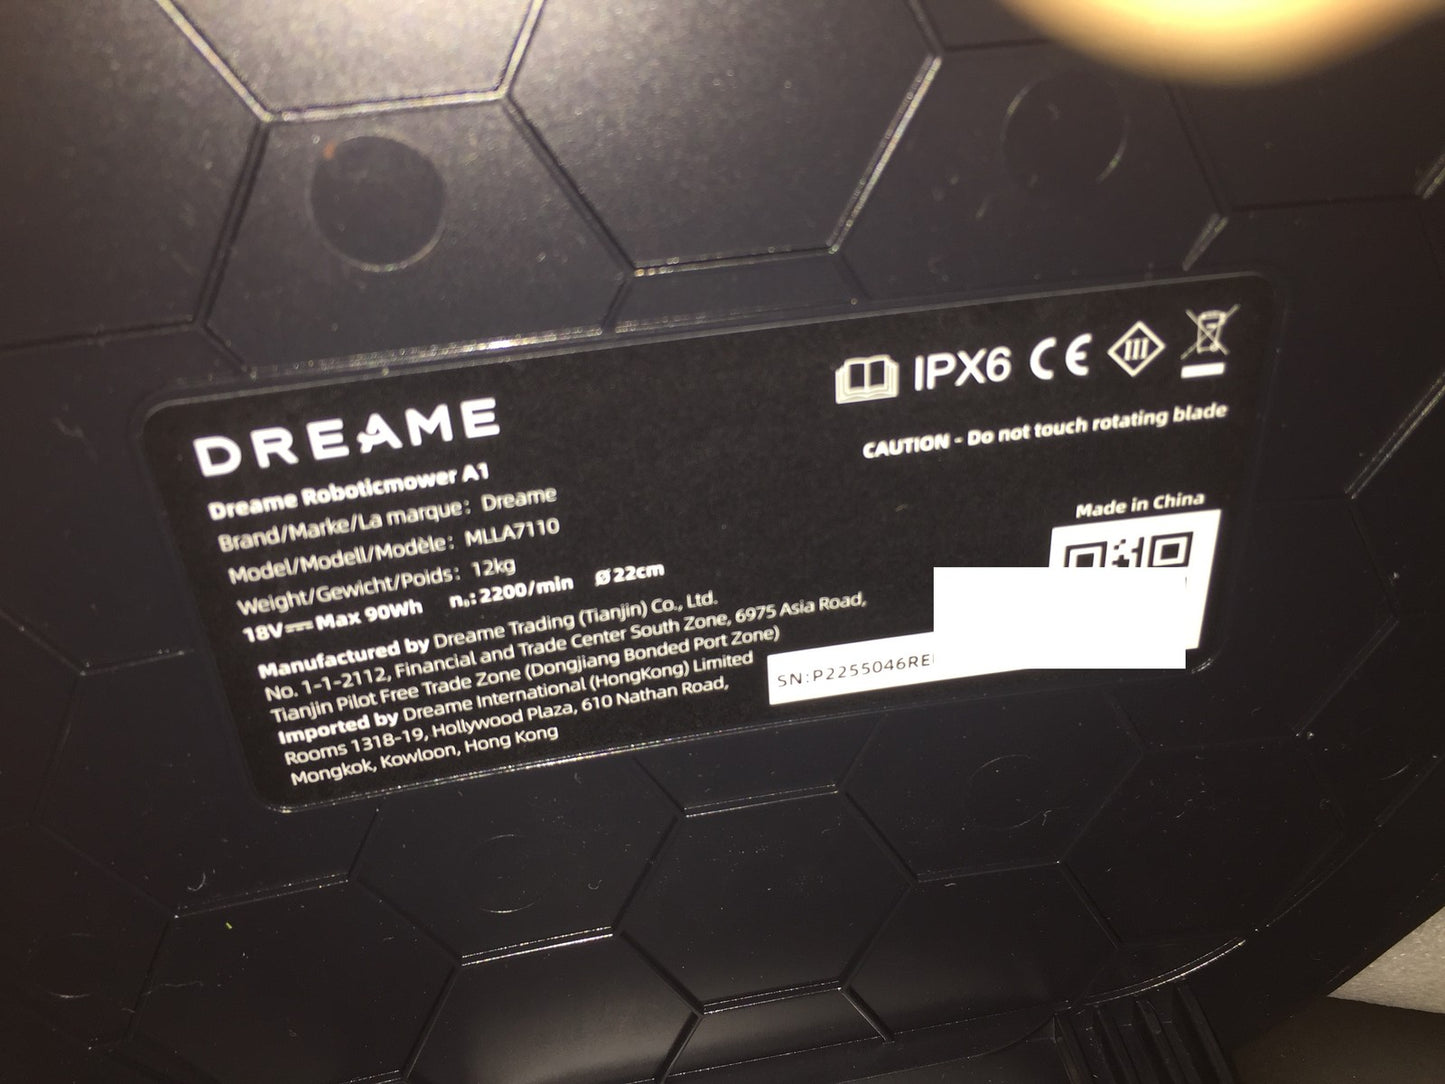 DREAME
Dreame Roboticmower A1
Brand/Marke/La marque: Dreame
Model/Modell/Modèle: MLLA7110
Weight/Gewicht/Poids: 12kg
18V⎓ Max 90Wh n₀: 2200/min Ø22cm
Manufactured by Dreame Trading (Tianjin) Co., Ltd.
No. 1-1-2112, Financial and Trade Center South Zone, 6975 Asia Road,
Tianjin Pilot Free Trade Zone (Dongjiang Bonded Port Zone)
Imported by Dreame International (HongKong) Limited
Rooms 1318-19, Hollywood Plaza, 610 Nathan Road,
Mongkok, Kowloon, Hong Kong
IPX6 CE III
CAUTION - Do not touch rotating blade
Made in China
SN:P2255046RE